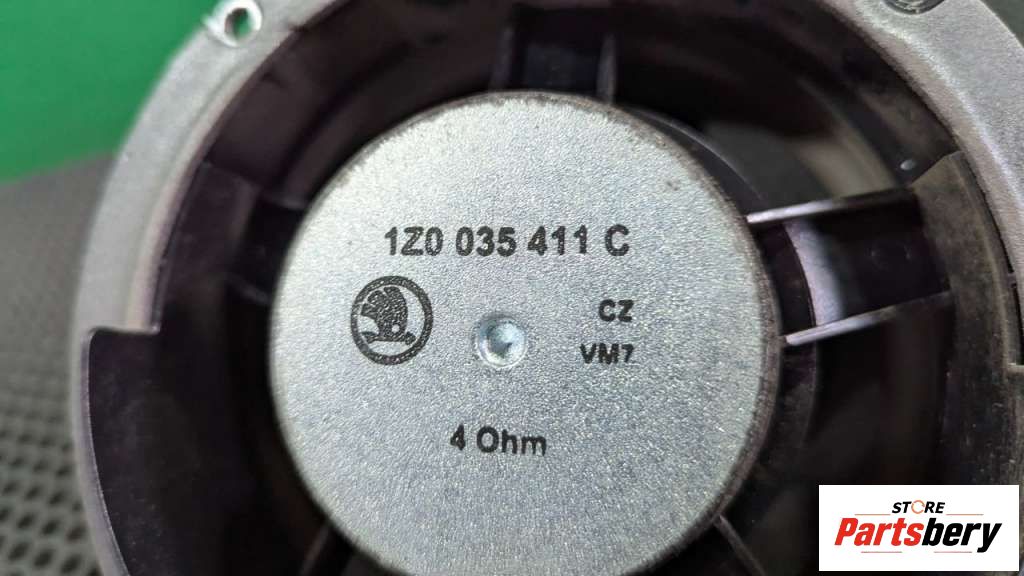 1Z0 035 411 C
CZ
VM7
4 Ohm
STORE
Partsbery